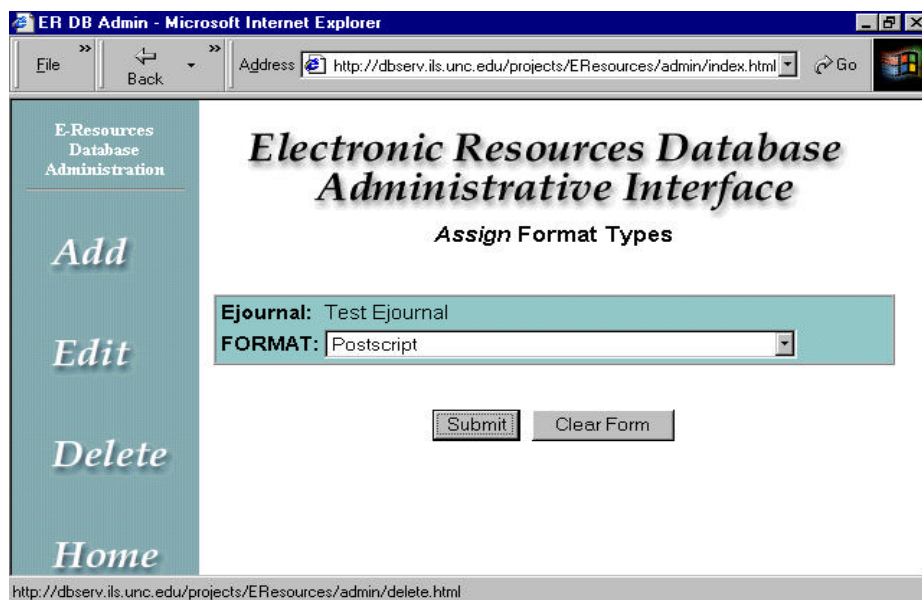 ER DB Admin - Microsoft Internet Explorer
File
»
Back
»
Address http://dbserv.ils.unc.edu/projects/EResources/admin/index.html
Go
E-Resources
Database
Administration
Add
Edit
Delete
Home
Electronic Resources Database
Administrative Interface
Assign Format Types
Ejournal: Test Ejournal
FORMAT: Postscript
Submit Clear Form
http://dbserv.ils.unc.edu/projects/EResources/admin/delete.html